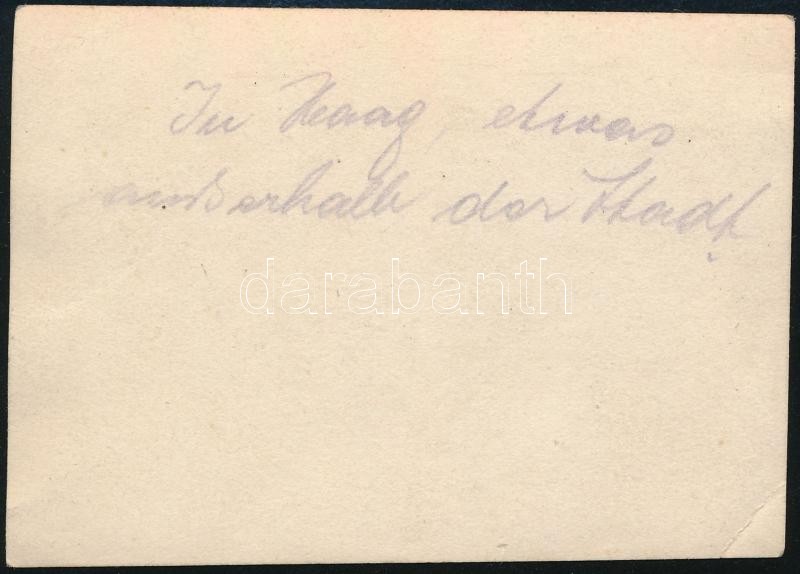 In Haag, etwas
außerhalb der Stadt.
darabanth